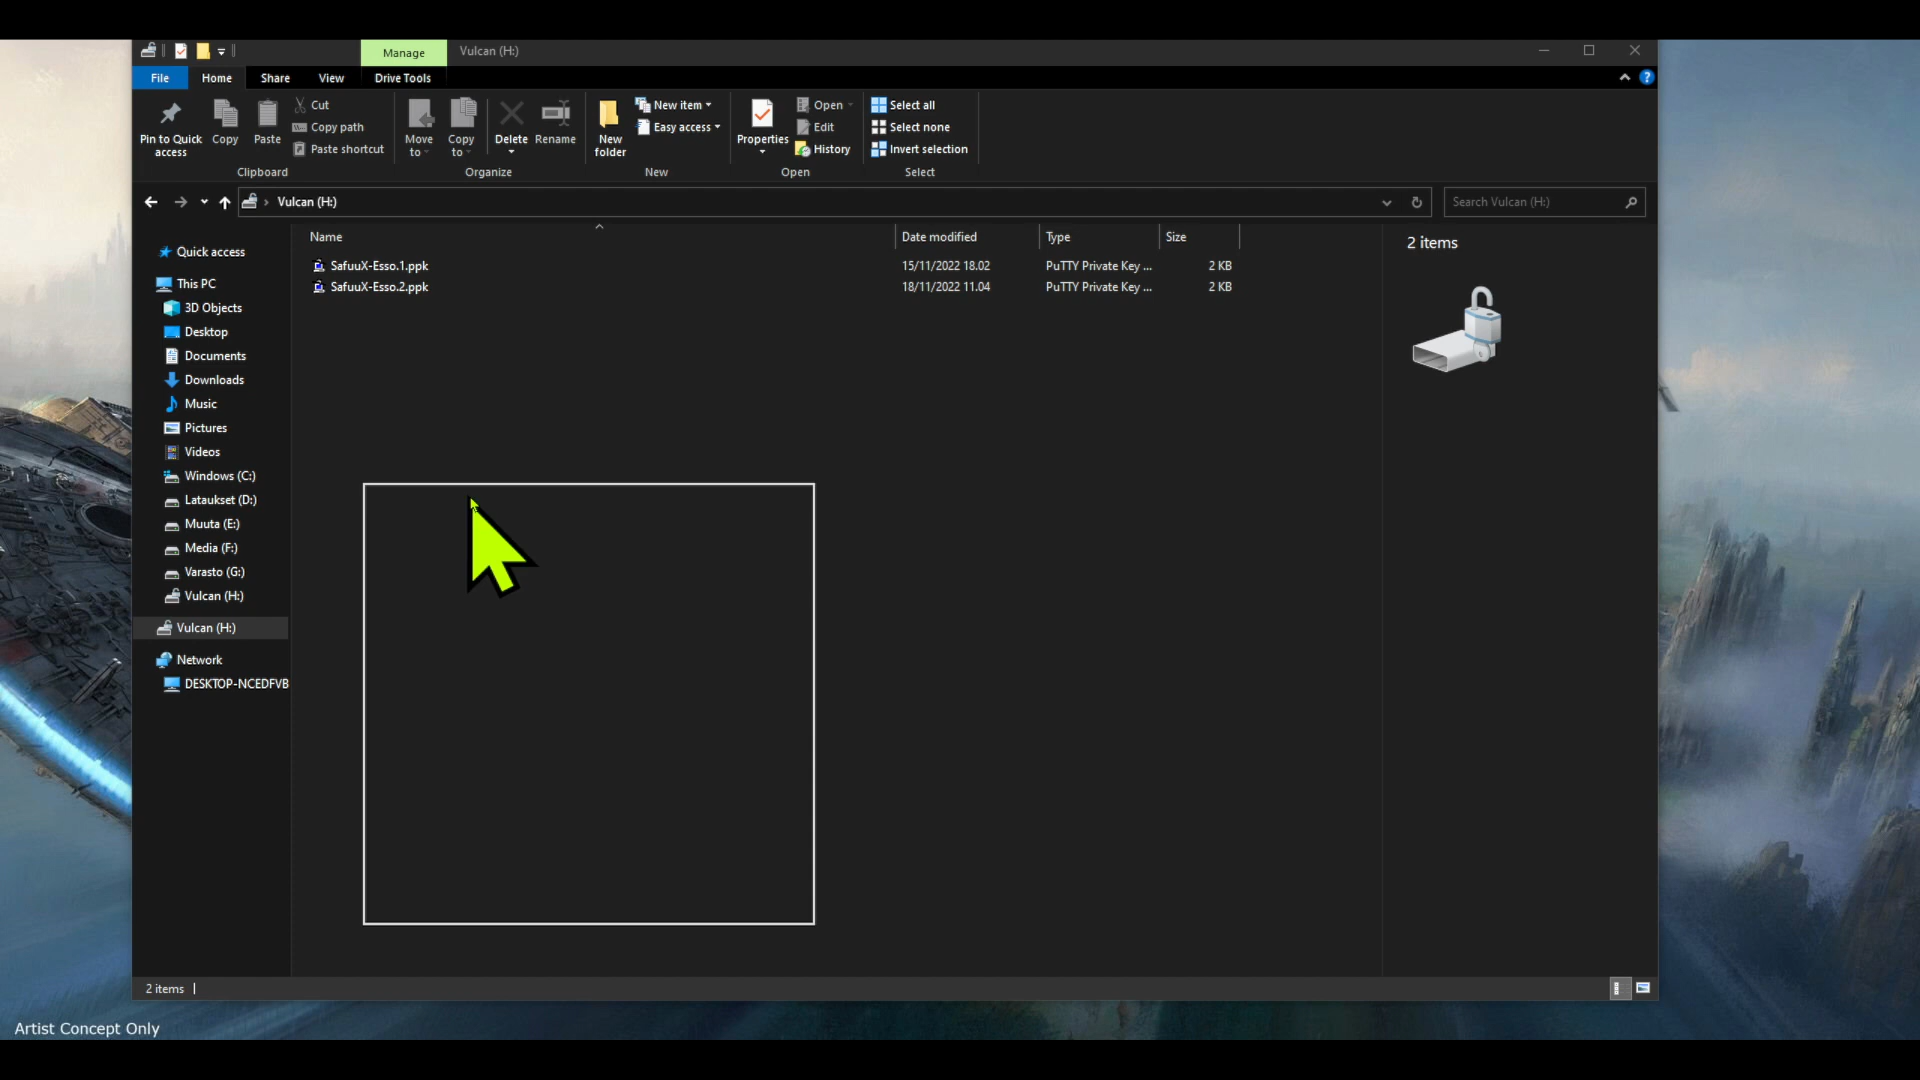 Manage
Vulcan (H:)
File
Home
Share
View
Drive Tools
Pin to Quick access
Copy
Paste
Cut
Copy path
Paste shortcut
Clipboard
Move to
Copy to
Delete
Rename
Organize
New folder
New item
Easy access
New
Properties
Open
Edit
History
Open
Select all
Select none
Invert selection
Select
Vulcan (H:)
Search Vulcan (H:)
Name
Date modified
Type
Size
SafuuX-Esso.1.ppk
15/11/2022 18.02
PuTTY Private Key ...
2 KB
SafuuX-Esso.2.ppk
18/11/2022 11.04
PuTTY Private Key ...
2 KB
2 items
Quick access
This PC
3D Objects
Desktop
Documents
Downloads
Music
Pictures
Videos
Windows (C:)
Lataukset (D:)
Muuta (E:)
Media (F:)
Varasto (G:)
Vulcan (H:)
Vulcan (H:)
Network
DESKTOP-NCEDFVB
2 items
Artist Concept Only